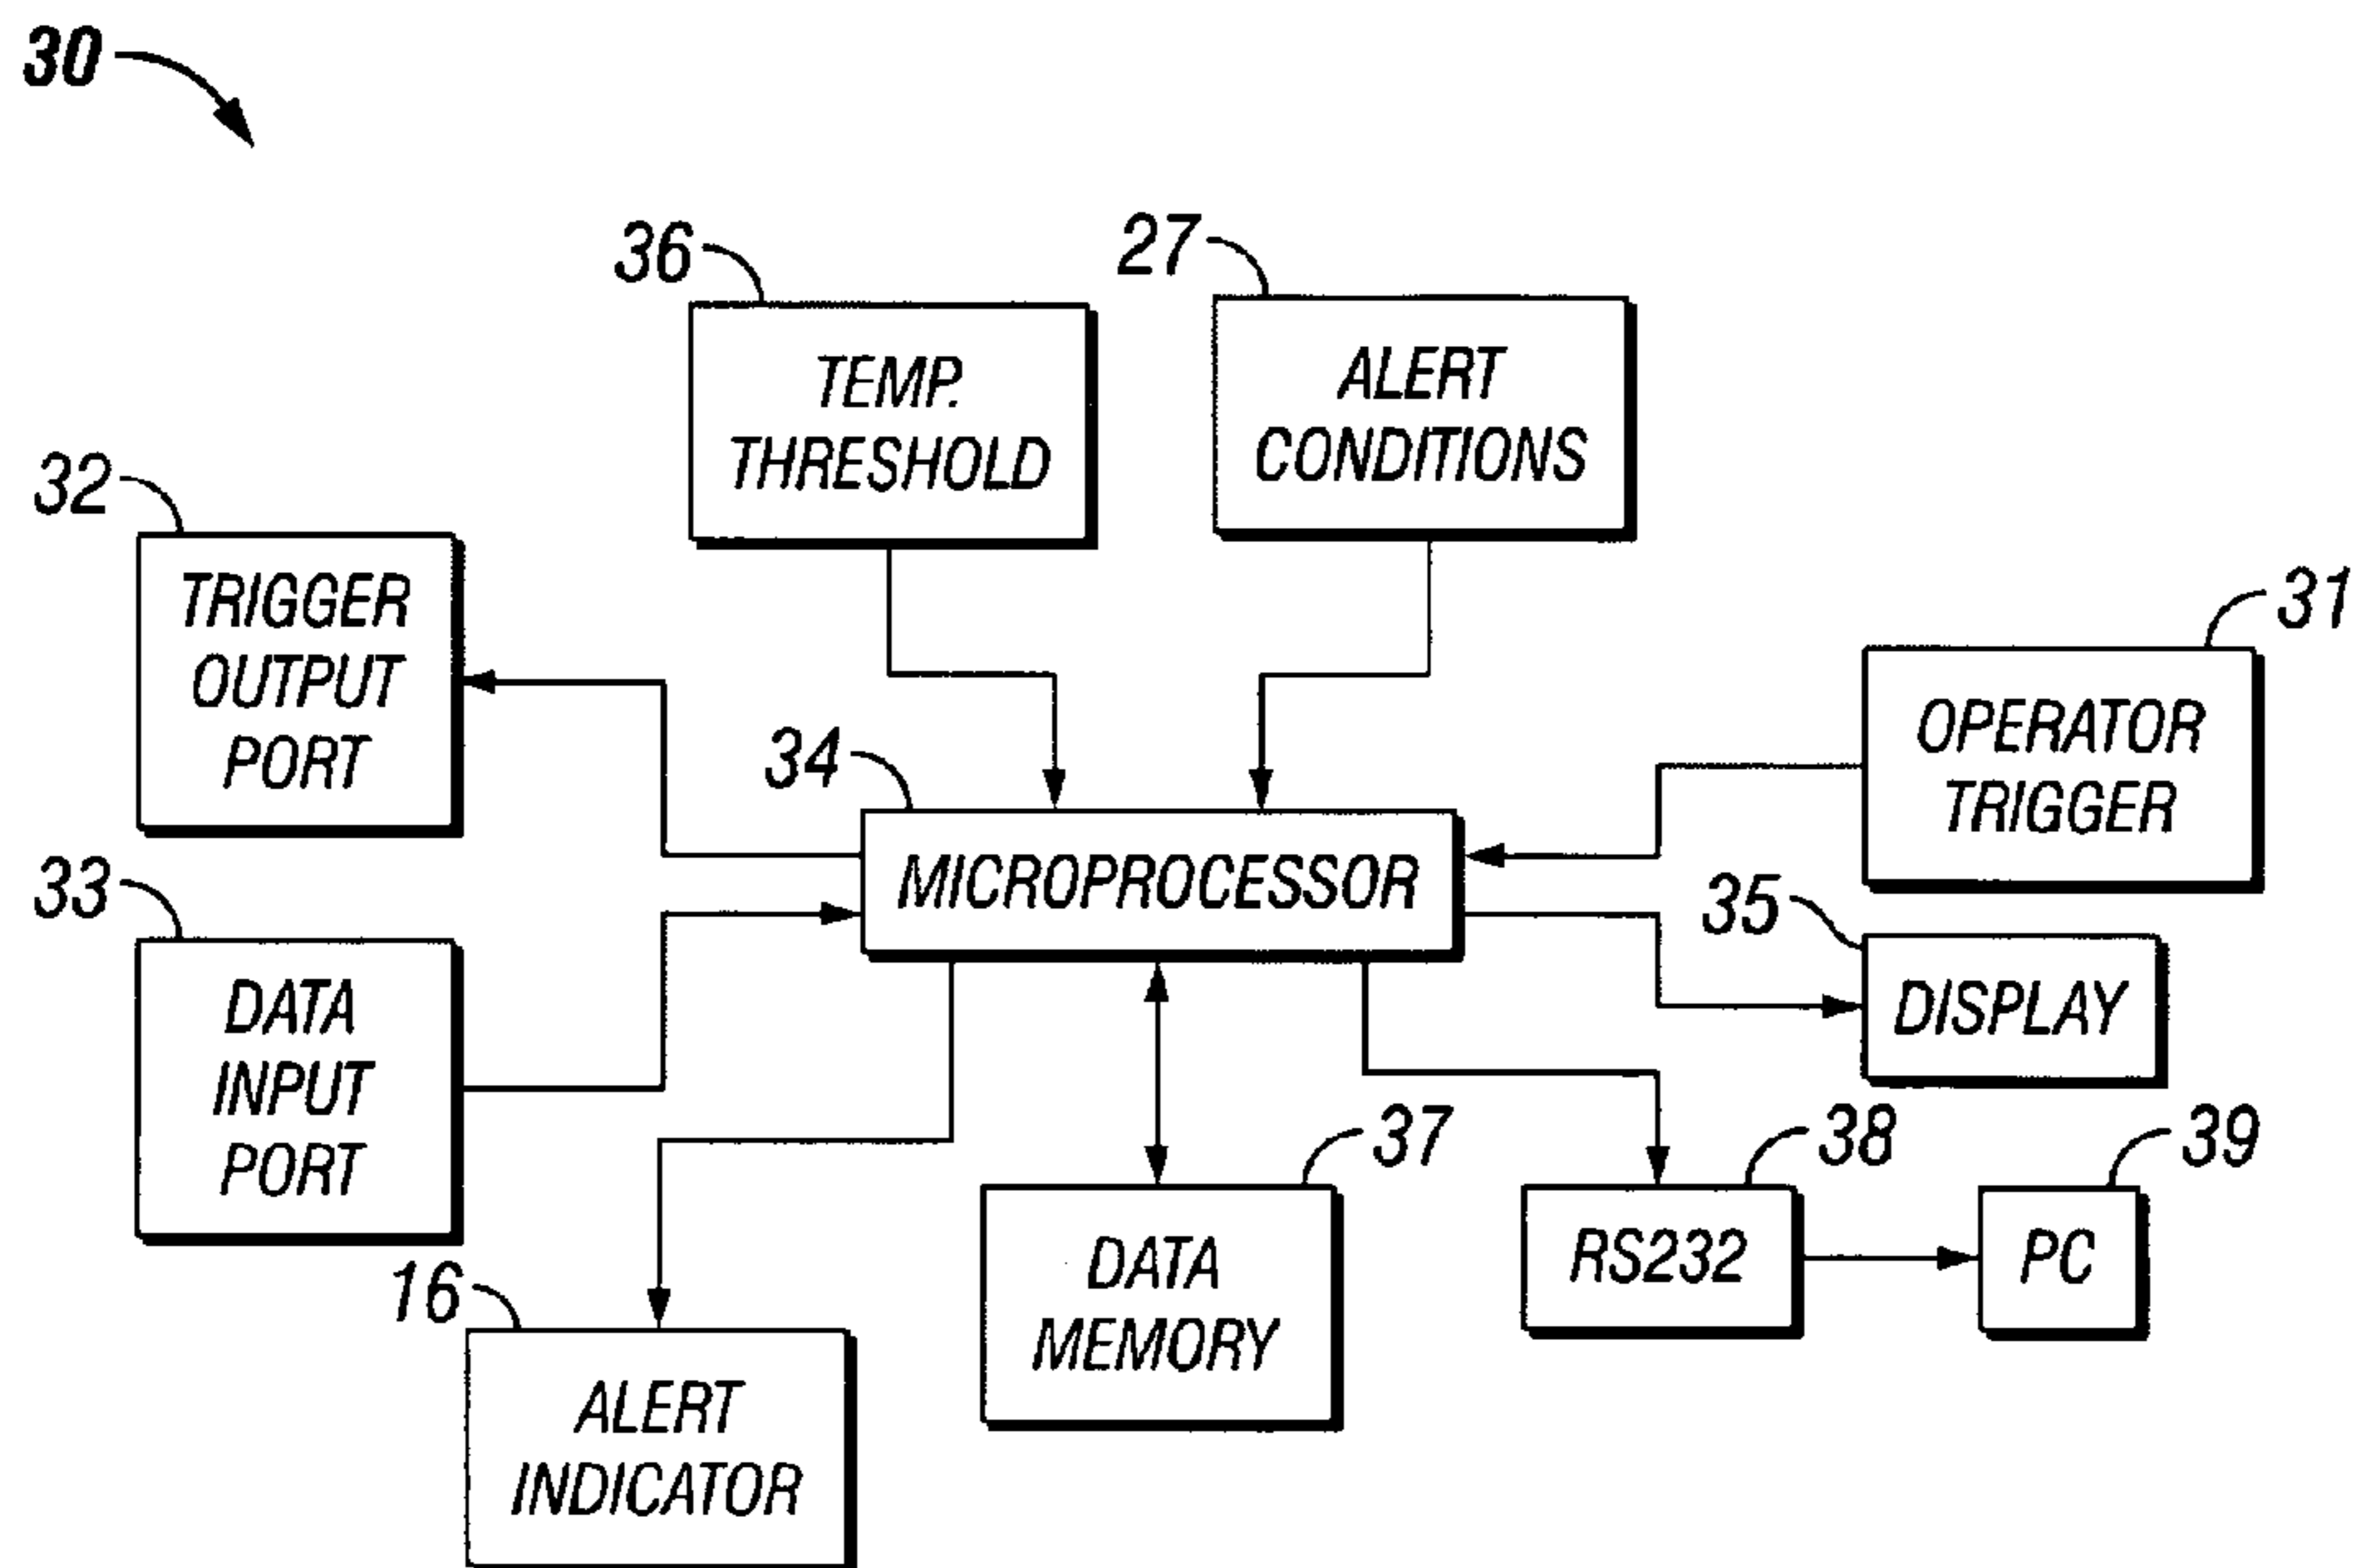 30
36
TEMP.
THRESHOLD
27
ALERT
CONDITIONS
32
TRIGGER
OUTPUT
PORT
31
OPERATOR
TRIGGER
34
MICROPROCESSOR
33
DATA
INPUT
PORT
35
DISPLAY
16
ALERT
INDICATOR
37
DATA
MEMORY
38
RS232
39
PC